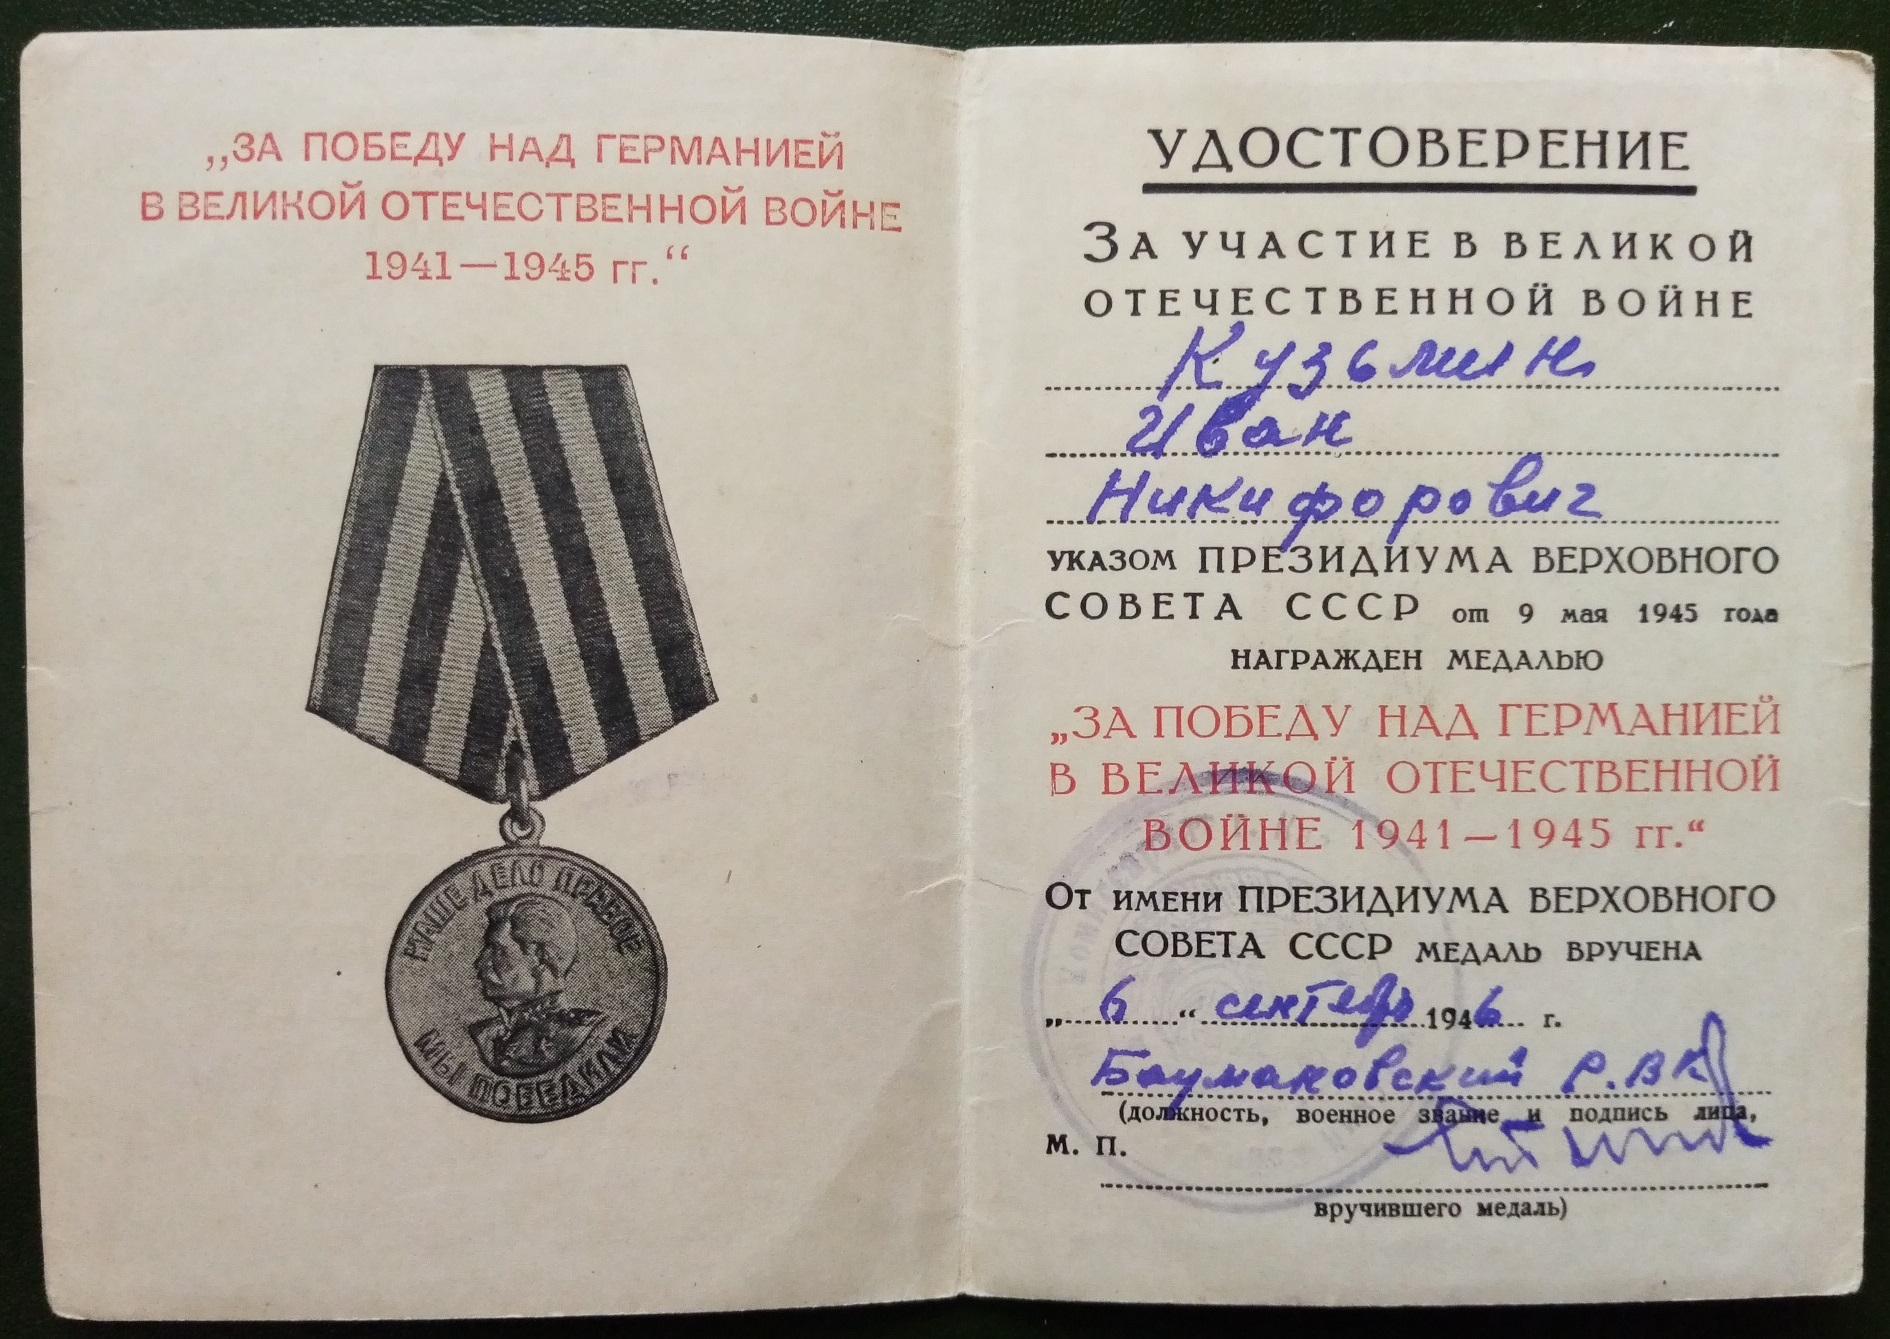 „ЗА ПОБЕДУ НАД ГЕРМАНИЕЙ
В ВЕЛИКОЙ ОТЕЧЕСТВЕННОЙ ВОЙНЕ
1941—1945 гг.“
НАШЕ ДЕЛО ПРАВОЕ
МЫ ПОБЕДИЛИ
УДОСТОВЕРЕНИЕ
ЗА УЧАСТИЕ В ВЕЛИКОЙ
ОТЕЧЕСТВЕННОЙ ВОЙНЕ
Кузьмин
Иван
Никифорович
УКАЗОМ ПРЕЗИДИУМА ВЕРХОВНОГО
СОВЕТА СССР от 9 мая 1945 года
НАГРАЖДЕН МЕДАЛЬЮ
„ЗА ПОБЕДУ НАД ГЕРМАНИЕЙ
В ВЕЛИКОЙ ОТЕЧЕСТВЕННОЙ
ВОЙНЕ 1941—1945 гг.“
ОТ ИМЕНИ ПРЕЗИДИУМА ВЕРХОВНОГО
СОВЕТА СССР МЕДАЛЬ ВРУЧЕНА
„6“ сентябрь 1946 г.
Баумановский Р.ВК
(должность, военное звание и подпись лица,
М. П.
вручившего медаль)